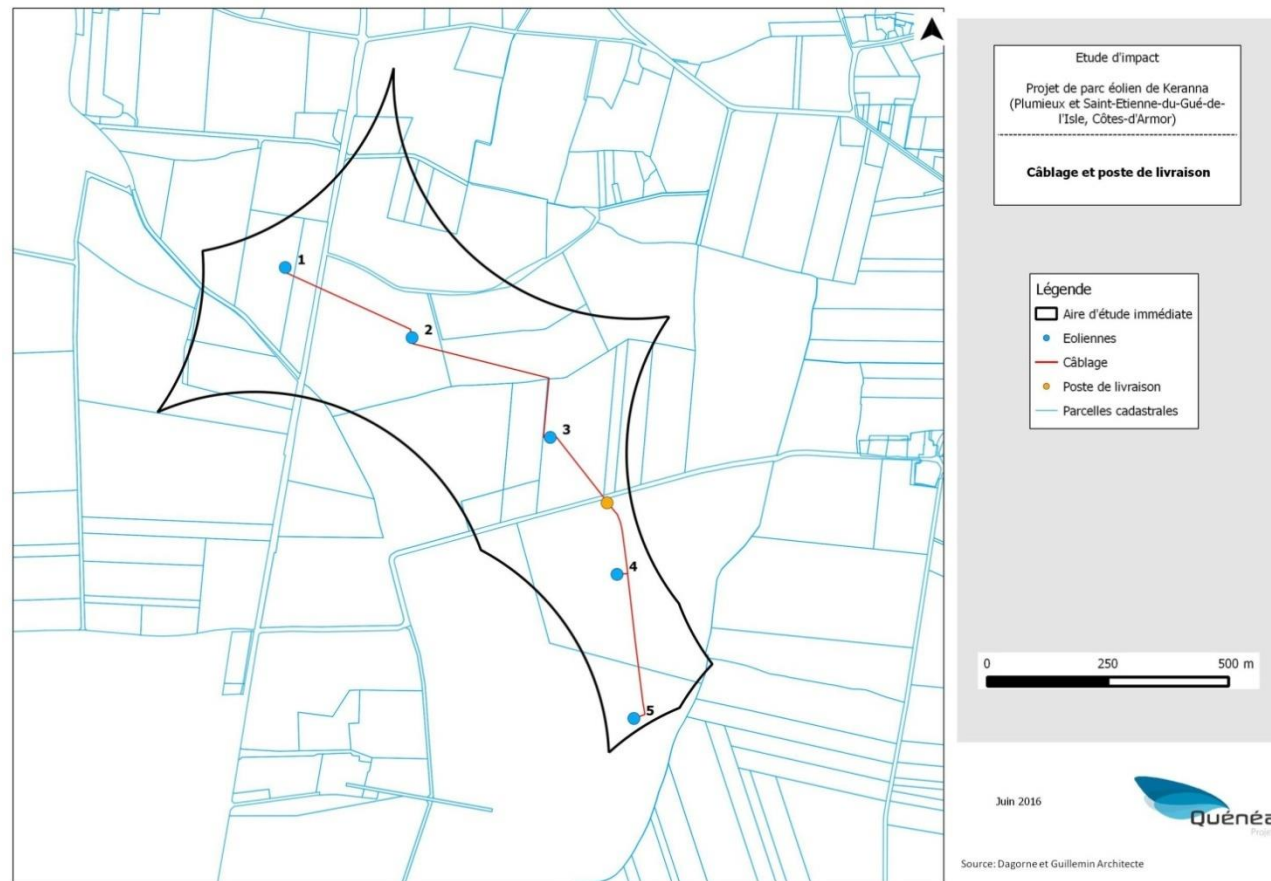 Etude d'impact
Projet de parc éolien de Keranna
(Plumieux et Saint-Etienne-du-Gué-de-
l'Isle, Côtes-d'Armor)
Câblage et poste de livraison
Légende
Aire d'étude immédiate
Eoliennes
Câblage
Poste de livraison
Parcelles cadastrales
1
2
3
4
5
0 250 500 m
Juin 2016
Quénéa
Proje
Source: Dagorne et Guillemin Architecte